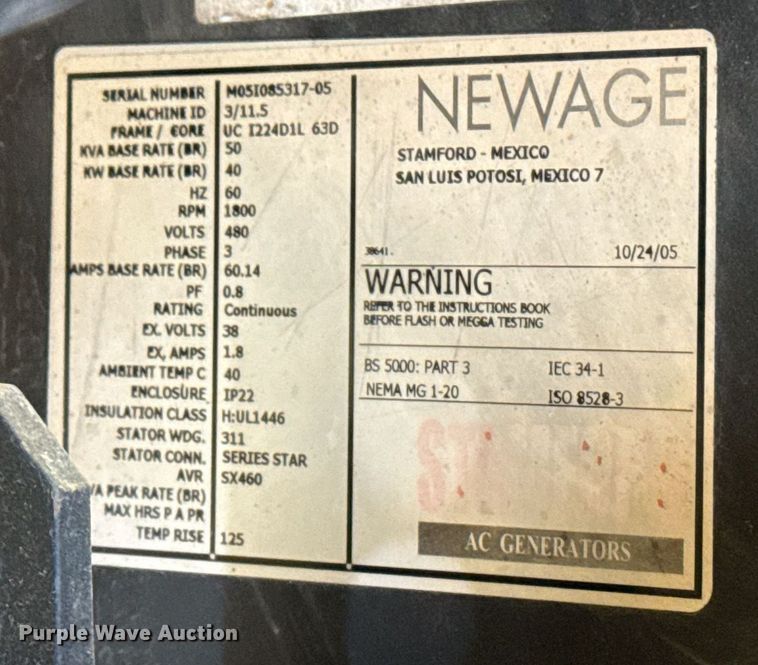 SERIAL NUMBER M05I085317-05
MACHINE ID 3/11.5
FRAME / CORE UC I224D1L 63D
KVA BASE RATE (BR) 50
KW BASE RATE (BR) 40
HZ 60
RPM 1800
VOLTS 480
PHASE 3
AMPS BASE RATE (BR) 60.14
PF 0.8
RATING Continuous
EX. VOLTS 38
EX, AMPS 1.8
AMBIENT TEMP C 40
ENCLOSURE IP22
INSULATION CLASS H:UL1446
STATOR WDG. 311
STATOR CONN. SERIES STAR
AVR SX460
VA PEAK RATE (BR)
MAX HRS P A PR
TEMP RISE 125
NEWAGE
STAMFORD - MEXICO
SAN LUIS POTOSI, MEXICO 7
38641. 10/24/05
WARNING
REFER TO THE INSTRUCTIONS BOOK
BEFORE FLASH OR MEGGA TESTING
BS 5000: PART 3 IEC 34-1
NEMA MG 1-20 ISO 8528-3
AC GENERATORS
Purple Wave Auction